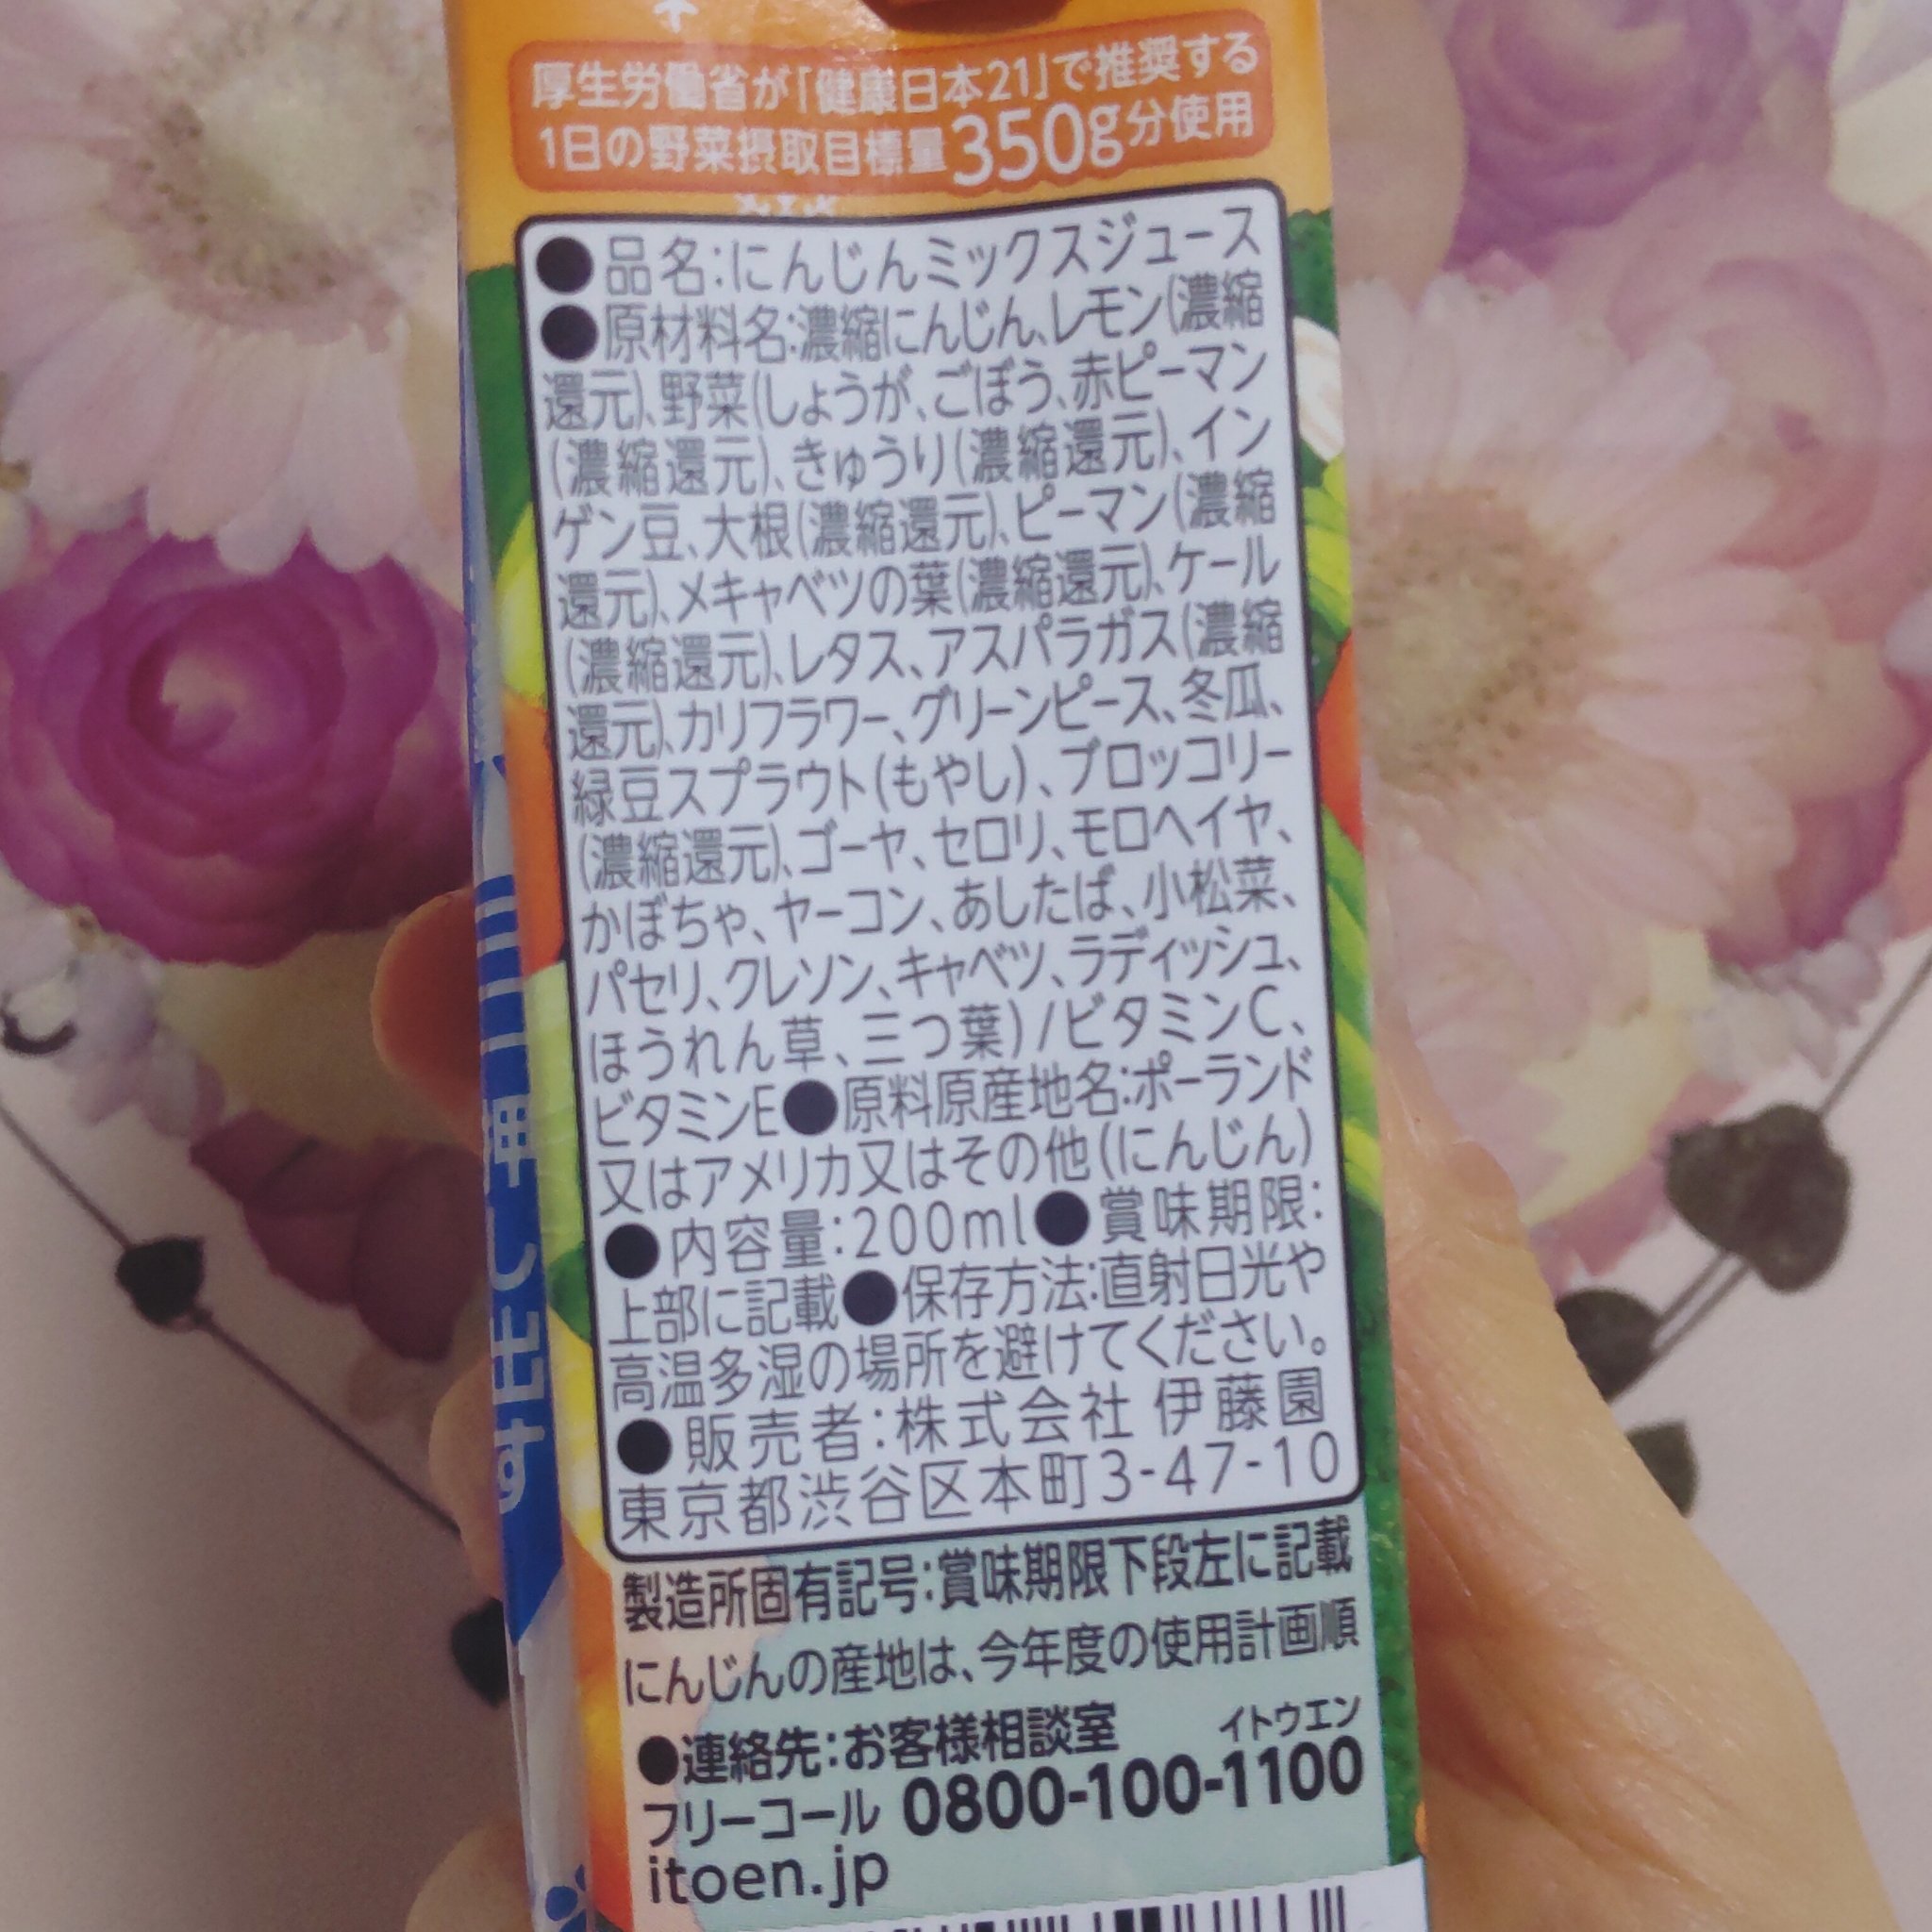 厚生労働省が「健康日本21」で推奨する
1日の野菜摂取目標量350g分使用
●品名:にんじんミックスジュース
●原材料名:濃縮にんじん、レモン(濃縮
還元)、野菜(しょうが、ごぼう、赤ピーマン
(濃縮還元)、きゅうり(濃縮還元)、イン
ゲン豆、大根(濃縮還元)、ピーマン(濃縮
還元)、メキャベツの葉(濃縮還元)、ケール
(濃縮還元)、レタス、アスパラガス(濃縮
還元)、カリフラワー、グリーンピース、冬瓜、
緑豆スプラウト(もやし)、ブロッコリー
(濃縮還元)、ゴーヤ、セロリ、モロヘイヤ、
かぼちゃ、ヤーコン、あしたば、小松菜、
パセリ、クレソン、キャベツ、ラディッシュ、
ほうれん草、三つ葉)/ビタミンC、
ビタミンE●原料原産地名:ポーランド
又はアメリカ又はその他(にんじん)
●内容量:200ml●賞味期限:
上部に記載●保存方法:直射日光や
高温多湿の場所を避けてください。
●販売者:株式会社 伊藤園
東京都渋谷区本町3-47-10
製造所固有記号:賞味期限下段左に記載
にんじんの産地は、今年度の使用計画順
●連絡先:お客様相談室
イトウエン
フリーコール 0800-100-1100
itoen.jp
押し出す